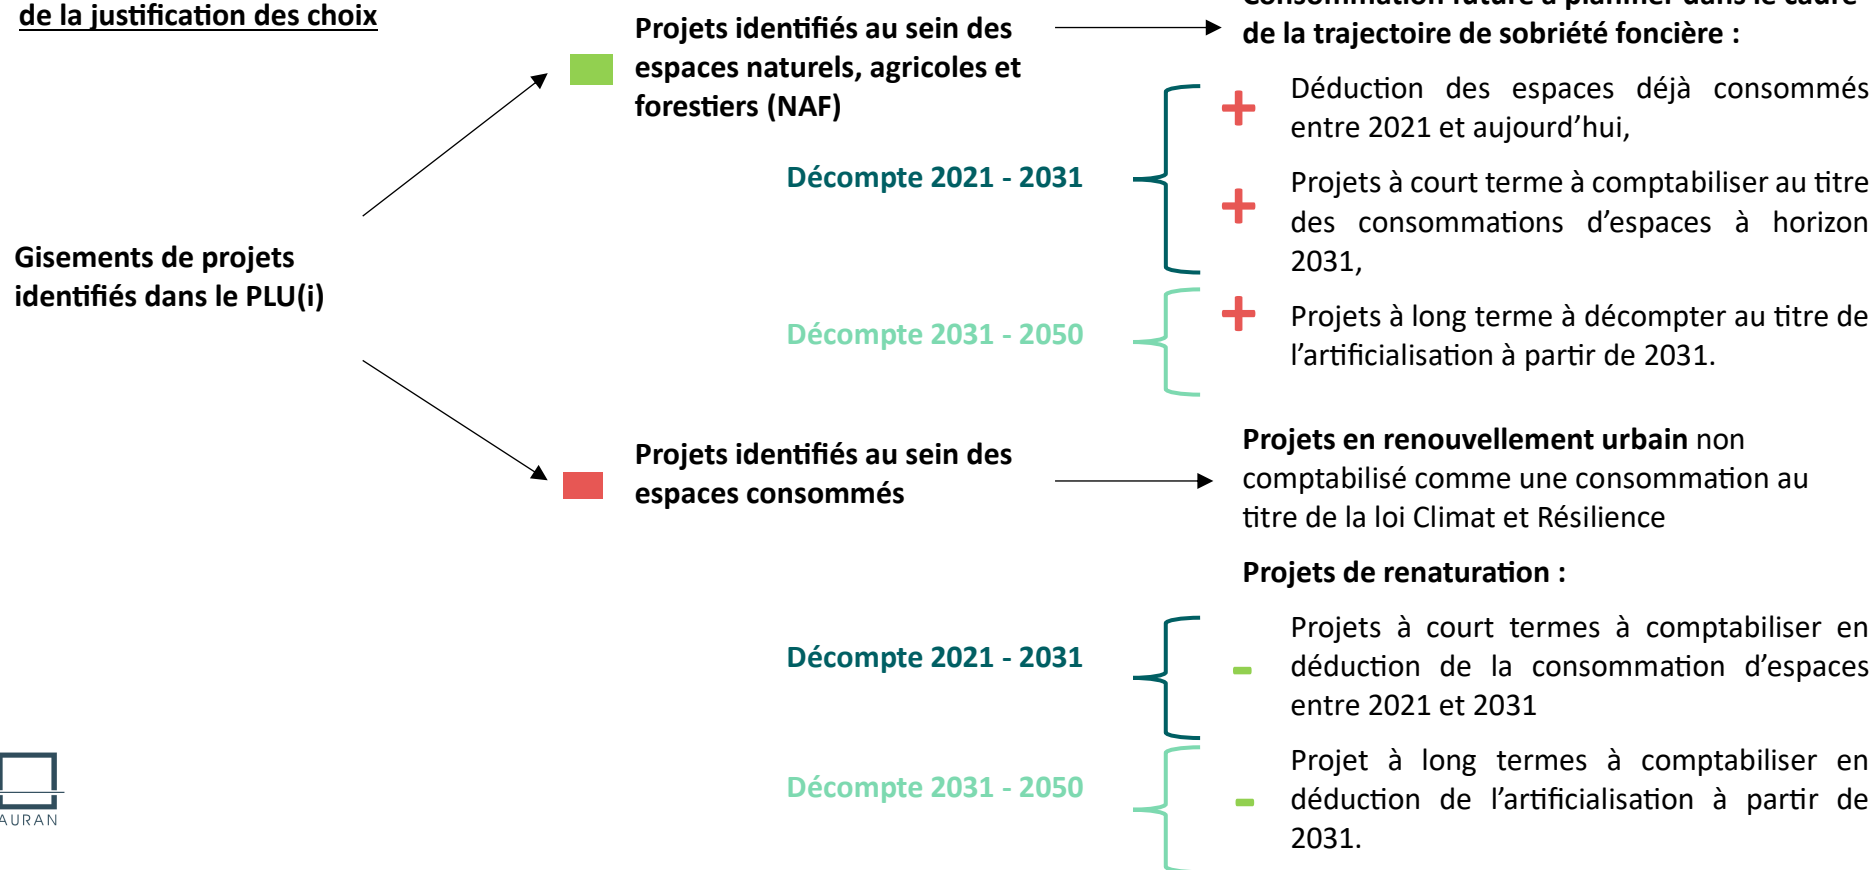 de la justification des choix
Projets identifiés au sein des
espaces naturels, agricoles et
forestiers (NAF)
Consommation future à planifier dans le cadre
de la trajectoire de sobriété foncière :
Décompte 2021 - 2031
+ Déduction des espaces déjà consommés
entre 2021 et aujourd’hui,
+ Projets à court terme à comptabiliser au titre
des consommations d’espaces à horizon
2031,
Gisements de projets
identifiés dans le PLU(i)
Décompte 2031 - 2050
+ Projets à long terme à décompter au titre de
l’artificialisation à partir de 2031.
Projets identifiés au sein des
espaces consommés
Projets en renouvellement urbain non
comptabilisé comme une consommation au
titre de la loi Climat et Résilience
Projets de renaturation :
Décompte 2021 - 2031
- Projets à court termes à comptabiliser en
déduction de la consommation d’espaces
entre 2021 et 2031
Décompte 2031 - 2050
- Projet à long termes à comptabiliser en
déduction de l’artificialisation à partir de
2031.
AURAN